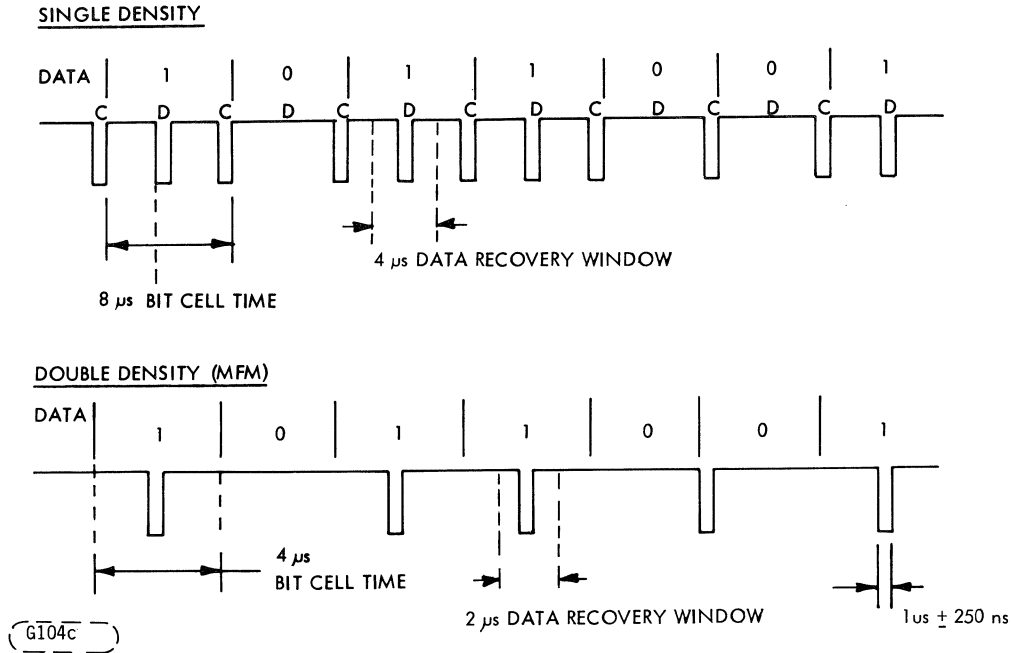 SINGLE DENSITY
DATA 1 0 1 1 0 0 1
C D C D C D C D C D C D C D
4 µs DATA RECOVERY WINDOW
8 µs BIT CELL TIME
DOUBLE DENSITY (MFM)
DATA
1 0 1 1 0 0 1
4 µs
BIT CELL TIME
2 µs DATA RECOVERY WINDOW
1us ± 250 ns
G104c